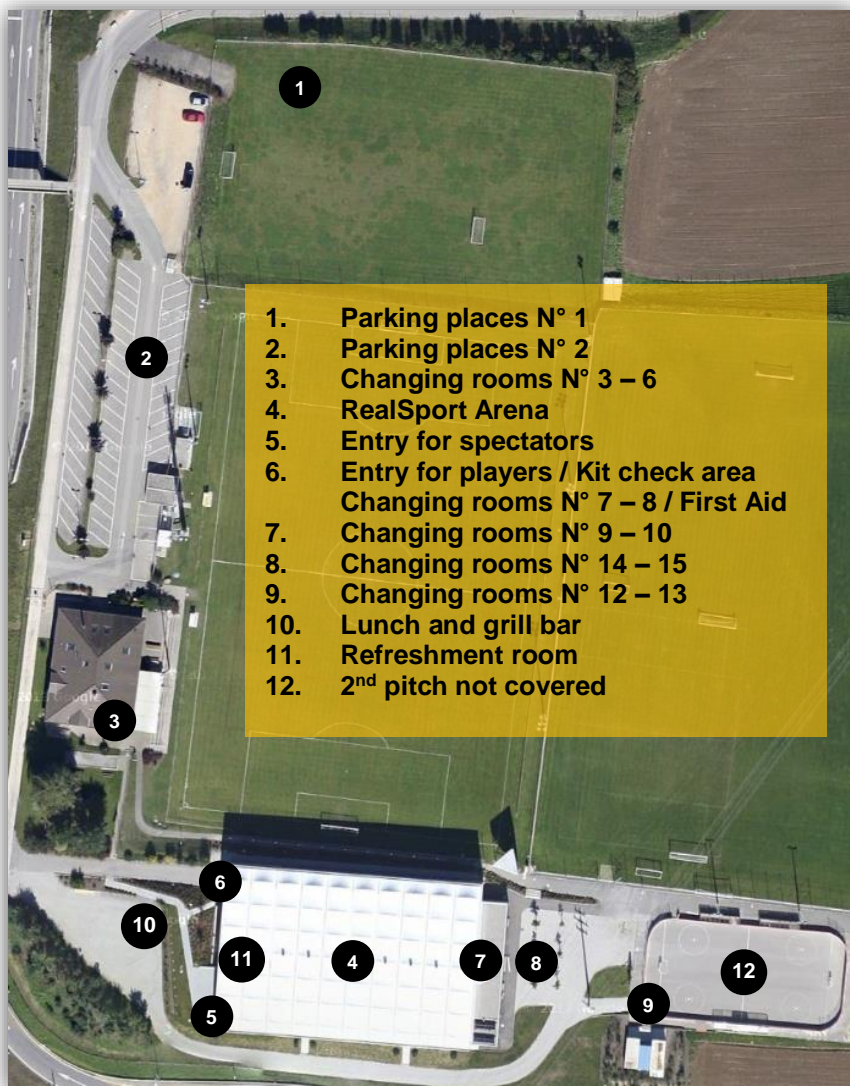 1
2
1. Parking places N° 1
2. Parking places N° 2
3. Changing rooms N° 3 – 6
4. RealSport Arena
5. Entry for spectators
6. Entry for players / Kit check area
Changing rooms N° 7 – 8 / First Aid
7. Changing rooms N° 9 – 10
8. Changing rooms N° 14 – 15
9. Changing rooms N° 12 – 13
10. Lunch and grill bar
11. Refreshment room
12. 2nd pitch not covered
3
6
10
11
4
7
8
12
9
5